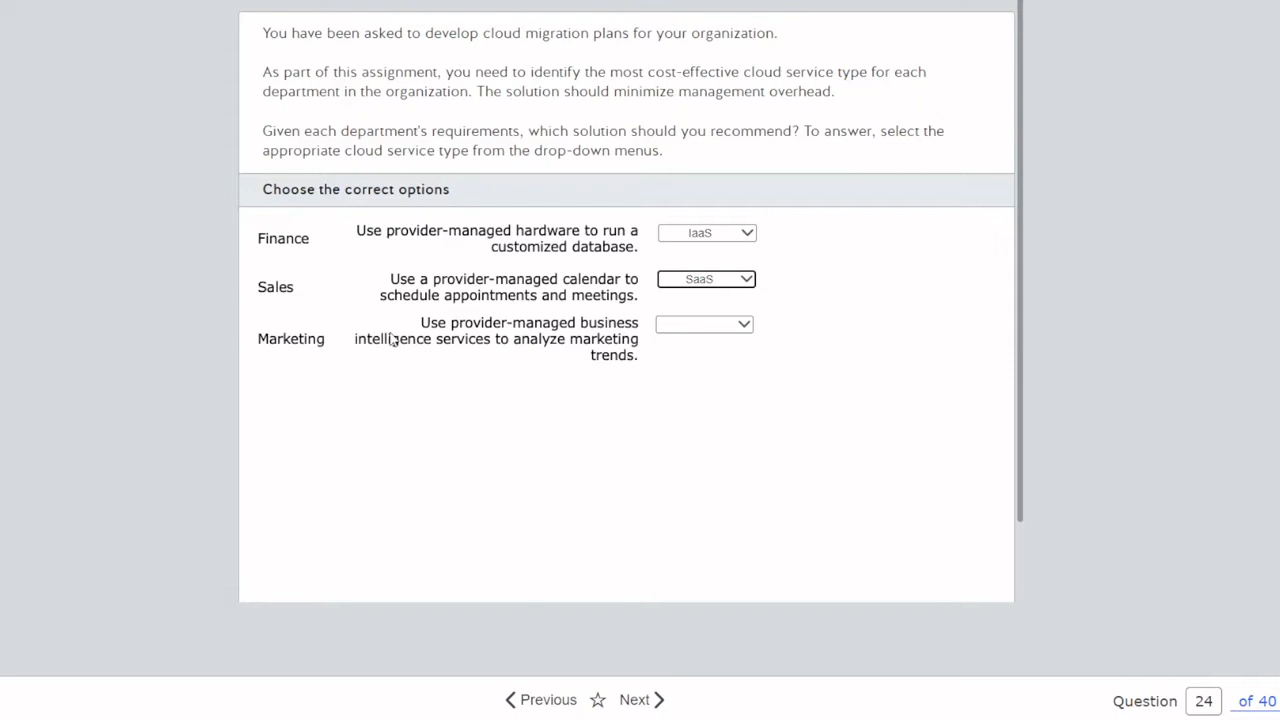 You have been asked to develop cloud migration plans for your organization.
As part of this assignment, you need to identify the most cost-effective cloud service type for each
department in the organization. The solution should minimize management overhead.
Given each department's requirements, which solution should you recommend? To answer, select the
appropriate cloud service type from the drop-down menus.
Choose the correct options
Finance
Use provider-managed hardware to run a
customized database.
IaaS
Sales
Use a provider-managed calendar to
schedule appointments and meetings.
SaaS
Marketing
Use provider-managed business
intelligence services to analyze marketing
trends.
Previous
Next
Question 24 of 40